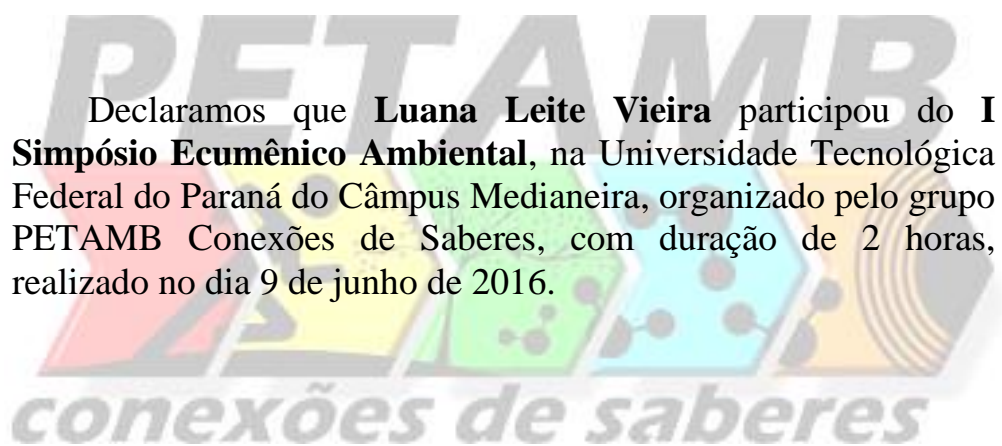 PETAMB
Declaramos que Luana Leite Vieira participou do I
Simpósio Ecumênico Ambiental, na Universidade Tecnológica
Federal do Paraná do Câmpus Medianeira, organizado pelo grupo
PETAMB Conexões de Saberes, com duração de 2 horas,
realizado no dia 9 de junho de 2016.
conexões de saberes